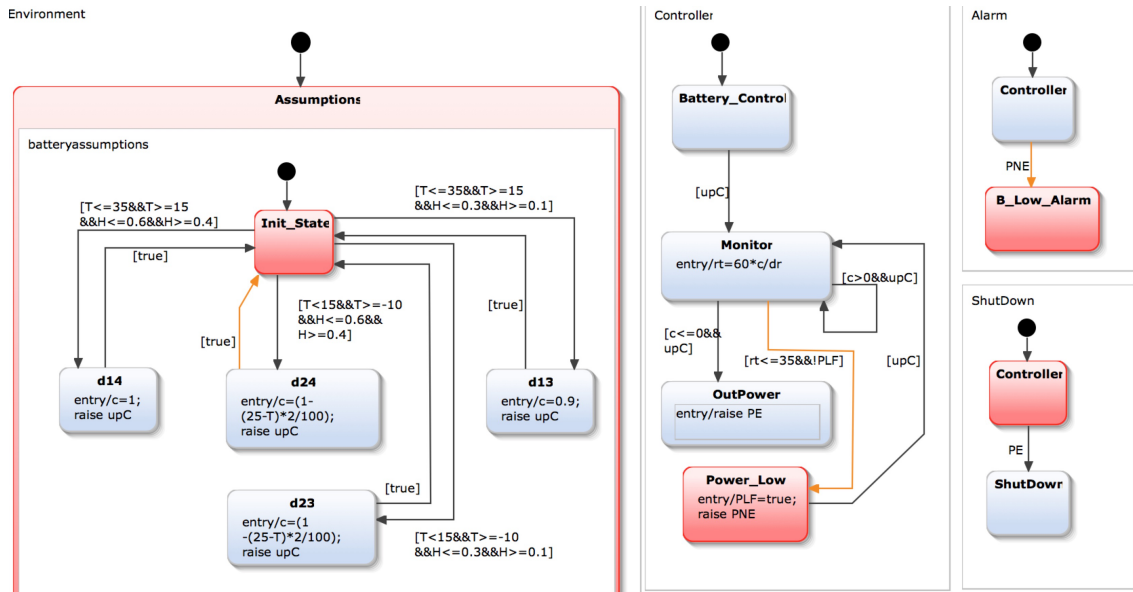 Environment
Assumptions
batteryassumptions
[T<=35&&T>=15
&&H<=0.6&&H>=0.4]
[T<=35&&T>=15
&&H<=0.3&&H>=0.1]
Init_State
[true]
[T<15&&T>=-10
&&H<=0.6&&
H>=0.4]
[true]
[true]
d14
entry/c=1;
raise upC
d24
entry/c=(1-
(25-T)*2/100);
raise upC
d13
entry/c=0.9;
raise upC
[true]
d23
entry/c=(1
-(25-T)*2/100);
raise upC
[T<15&&T>=-10
&&H<=0.3&&H>=0.1]
Controller
Battery_Control
[upC]
Monitor
entry/rt=60*c/dr
[c>0&&upC]
[c<=0&&
upC]
[rt<=35&&!PLF]
[upC]
OutPower
entry/raise PE
Power_Low
entry/PLF=true;
raise PNE
Alarm
Controller
PNE
B_Low_Alarm
ShutDown
Controller
PE
ShutDown